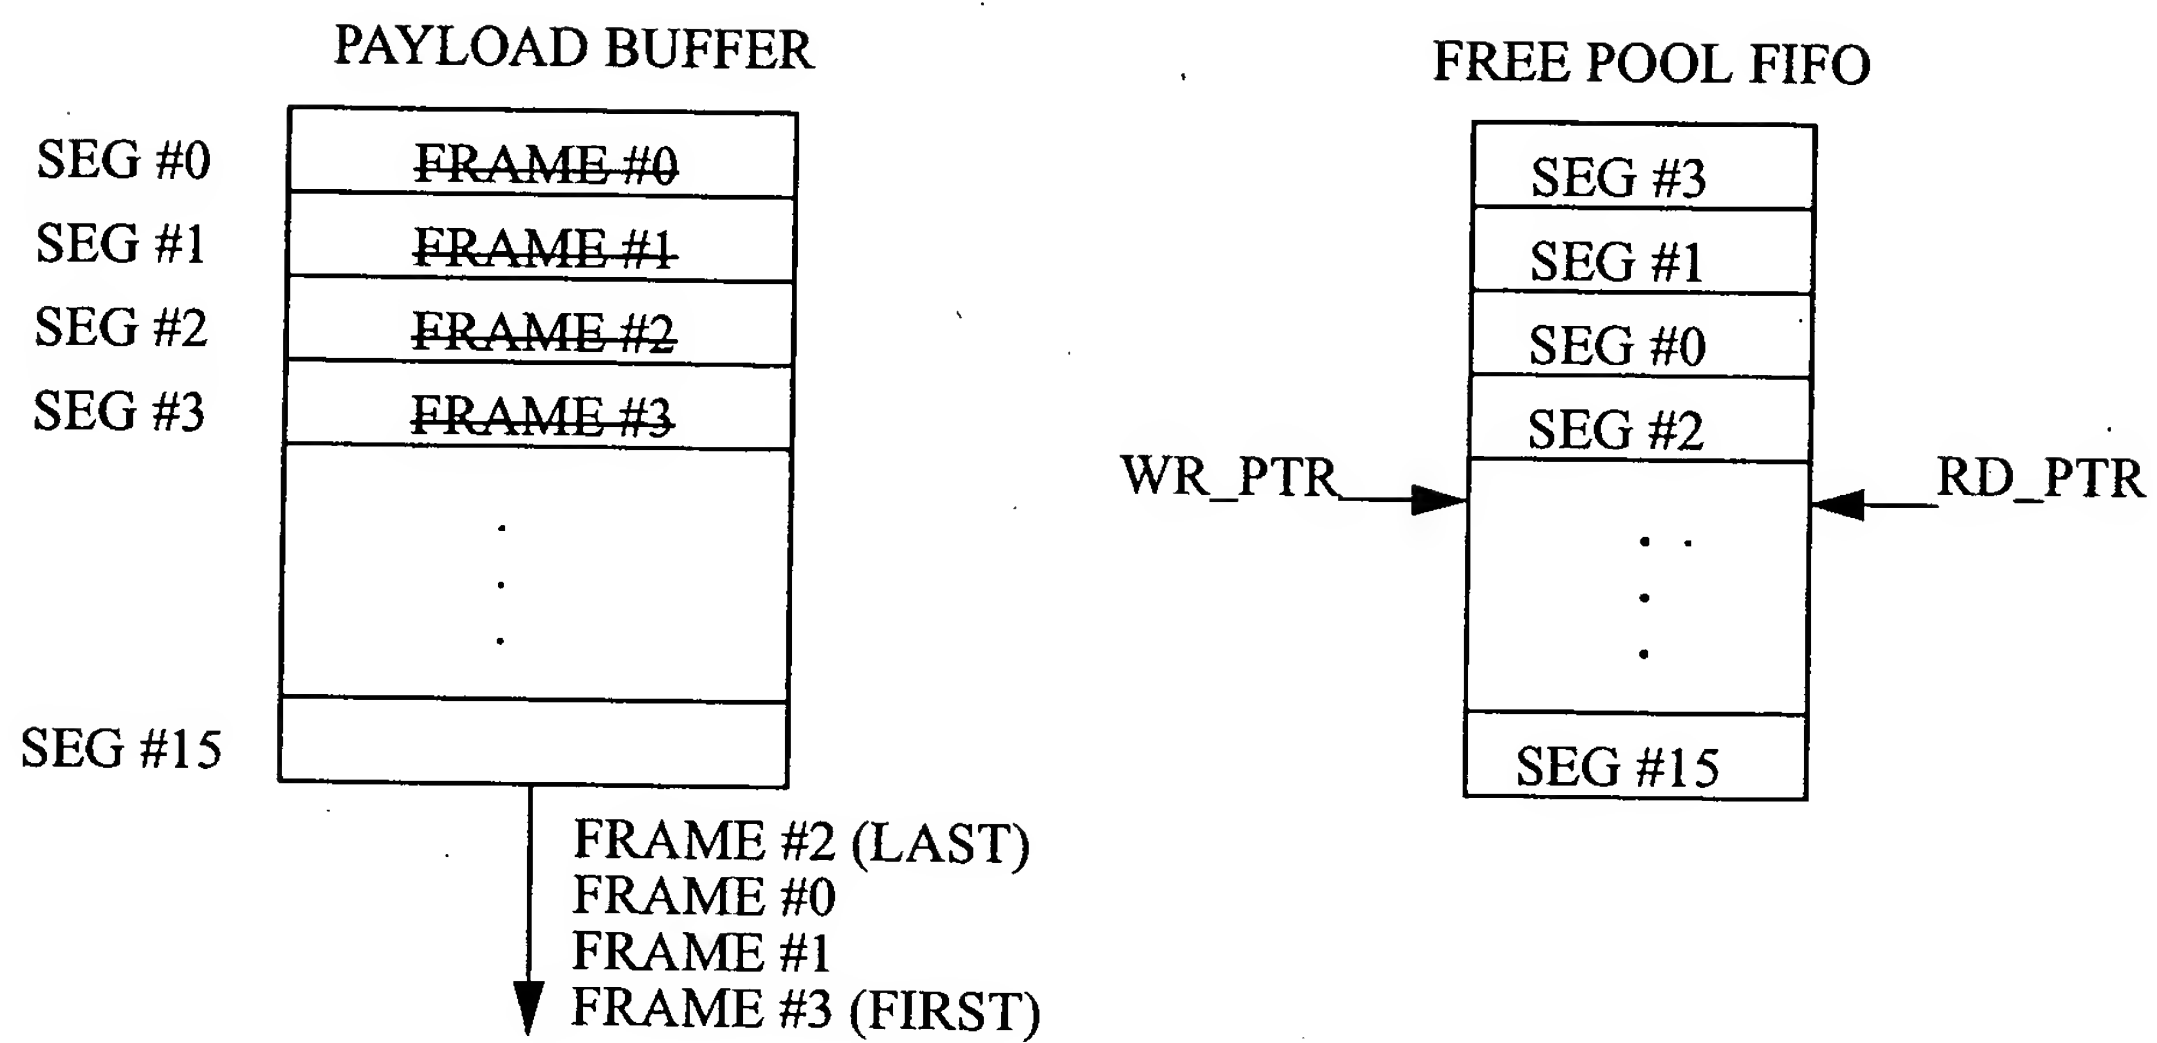 PAYLOAD BUFFER
SEG #0 FRAME #0
SEG #1 FRAME #1
SEG #2 FRAME #2
SEG #3 FRAME #3
SEG #15
FRAME #2 (LAST)
FRAME #0
FRAME #1
FRAME #3 (FIRST)
FREE POOL FIFO
SEG #3
SEG #1
SEG #0
SEG #2
WR_PTR
RD_PTR
SEG #15